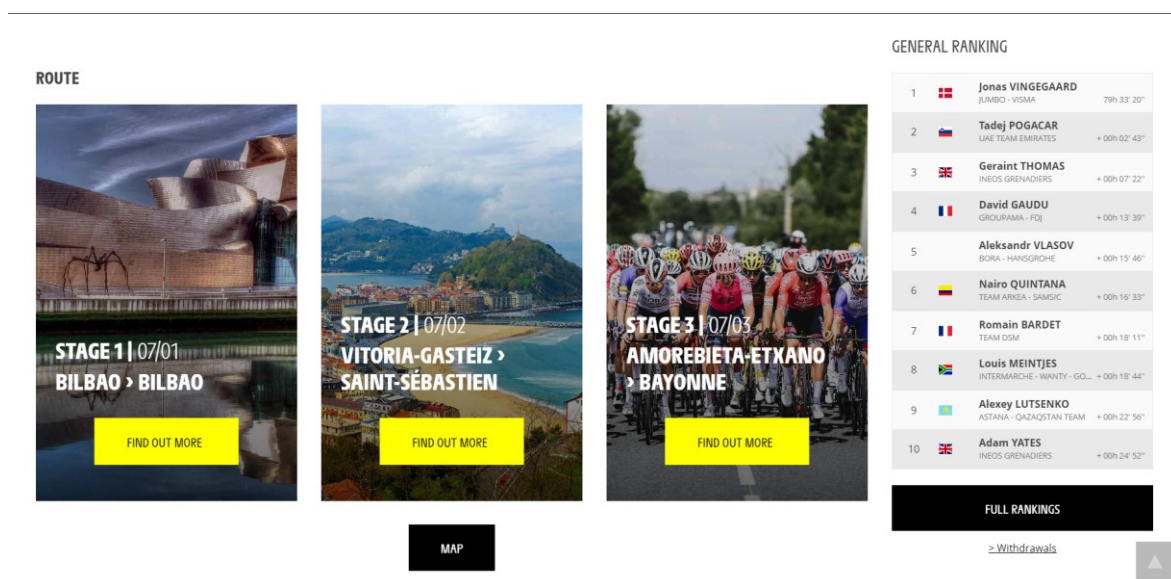 ROUTE
STAGE 1 | 07/01
BILBAO › BILBAO
FIND OUT MORE
STAGE 2 | 07/02
VITORIA-GASTEIZ ›
SAINT-SÉBASTIEN
FIND OUT MORE
STAGE 3 | 07/03
AMOREBIETA-ETXANO
› BAYONNE
FIND OUT MORE
MAP
GENERAL RANKING
1 Jonas VINGEGAARD
JUMBO - VISMA 79h 33' 20''
2 Tadej POGACAR
UAE TEAM EMIRATES + 00h 02' 43''
3 Geraint THOMAS
INEOS GRENADIERS + 00h 07' 22''
4 David GAUDU
GROUPAMA - FDJ + 00h 13' 39''
5 Aleksandr VLASOV
BORA - HANSGROHE + 00h 15' 46''
6 Nairo QUINTANA
TEAM ARKEA - SAMSIC + 00h 16' 33''
7 Romain BARDET
TEAM DSM + 00h 18' 11''
8 Louis MEINTJES
INTERMARCHE - WANTY - GO... + 00h 18' 44''
9 Alexey LUTSENKO
ASTANA - QAZAQSTAN TEAM + 00h 22' 56''
10 Adam YATES
INEOS GRENADIERS + 00h 24' 52''
FULL RANKINGS
> Withdrawals